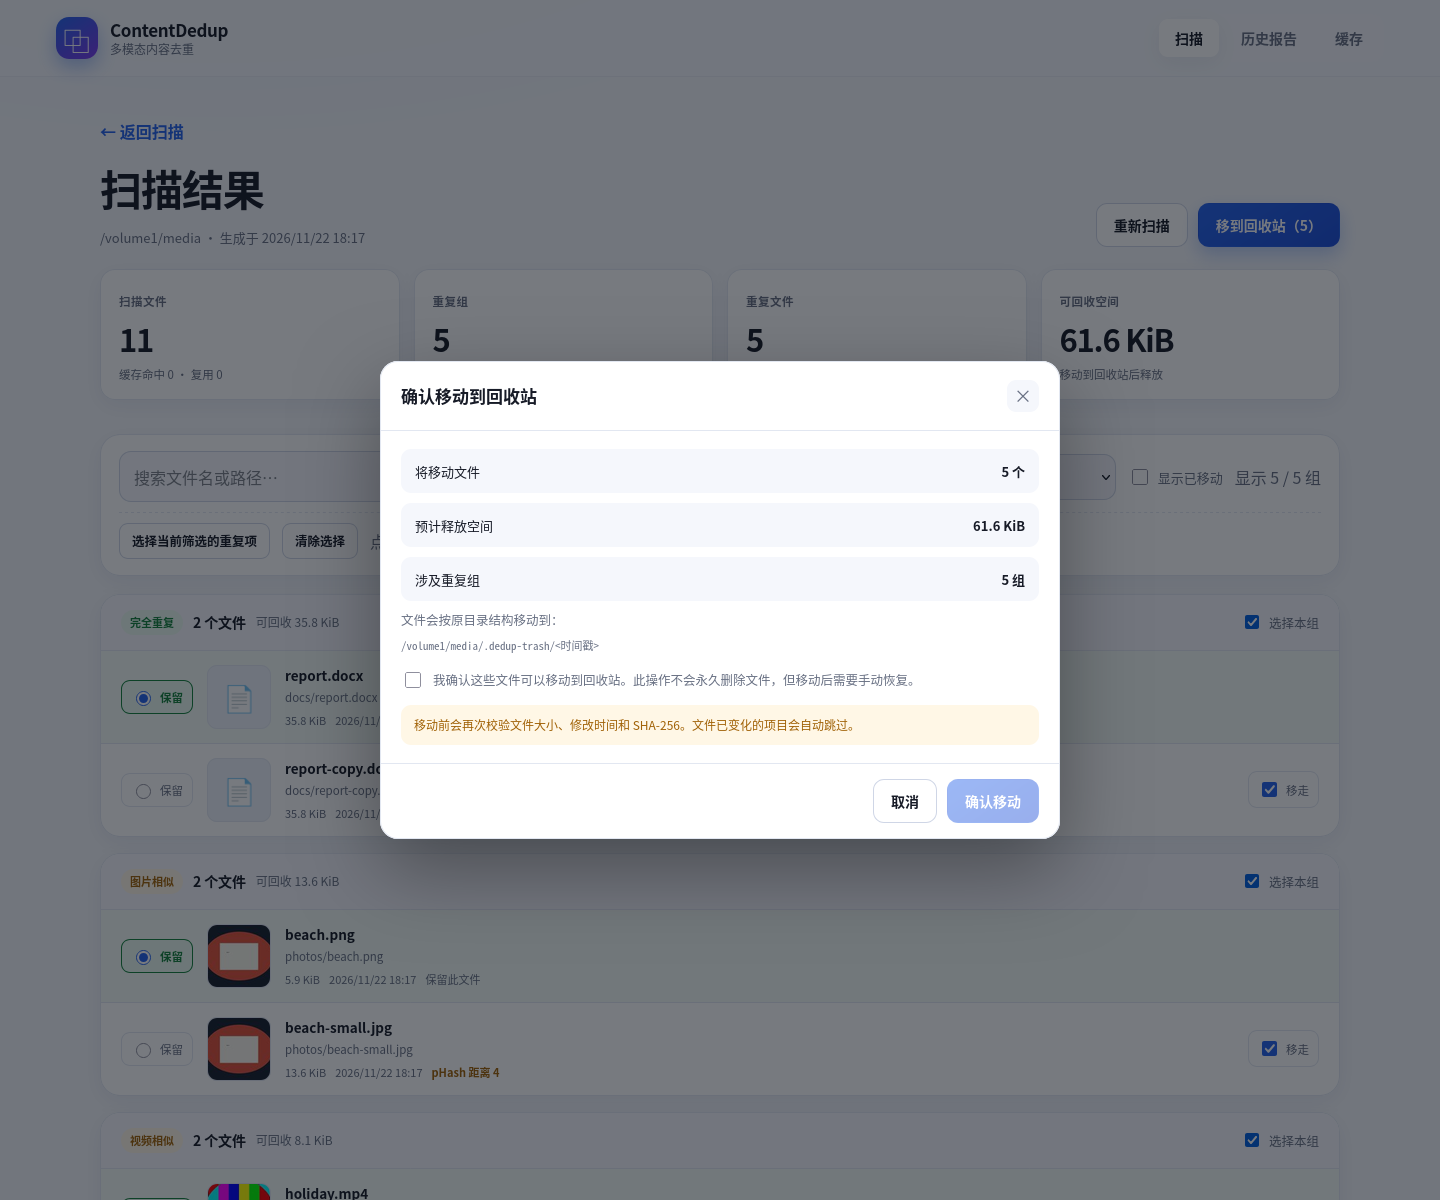 ContentDedup
多模态内容去重
扫描
历史报告
缓存
← 返回扫描
扫描结果
/volume1/media · 生成于 2026/11/22 18:17
重新扫描
移到回收站（5）
扫描文件
11
缓存命中 0 · 复用 0
重复组
5
重复文件
5
可回收空间
61.6 KiB
移动到回收站后释放
搜索文件名或路径…
显示已移动
显示 5 / 5 组
选择当前筛选的重复项
清除选择
点
确认移动到回收站
将移动文件
5 个
预计释放空间
61.6 KiB
涉及重复组
5 组
文件会按原目录结构移动到：
/volume1/media/.dedup-trash/<时间戳>
我确认这些文件可以移动到回收站。此操作不会永久删除文件，但移动后需要手动恢复。
移动前会再次校验文件大小、修改时间和 SHA-256。文件已变化的项目会自动跳过。
取消
确认移动
完全重复
2 个文件
可回收 35.8 KiB
选择本组
保留
report.docx
docs/report.docx
35.8 KiB 2026/11/
保留
report-copy.do
docs/report-copy.
35.8 KiB 2026/11/
移走
图片相似
2 个文件
可回收 13.6 KiB
选择本组
保留
beach.png
photos/beach.png
5.9 KiB 2026/11/22 18:17 保留此文件
保留
beach-small.jpg
photos/beach-small.jpg
13.6 KiB 2026/11/22 18:17 pHash 距离 4
移走
视频相似
2 个文件
可回收 8.1 KiB
选择本组
holiday.mp4